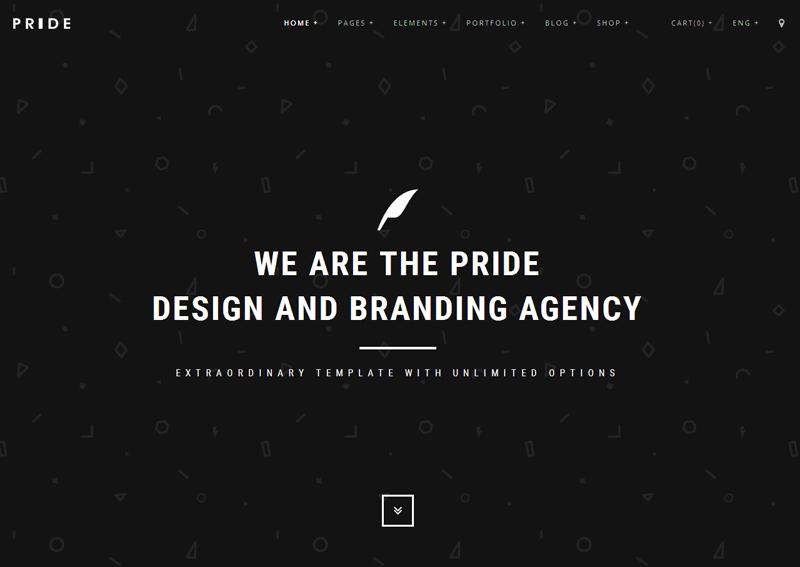 PRIDE
HOME + PAGES + ELEMENTS + PORTFOLIO + BLOG + SHOP + CART(0) + ENG +
WE ARE THE PRIDE
DESIGN AND BRANDING AGENCY
EXTRAORDINARY TEMPLATE WITH UNLIMITED OPTIONS